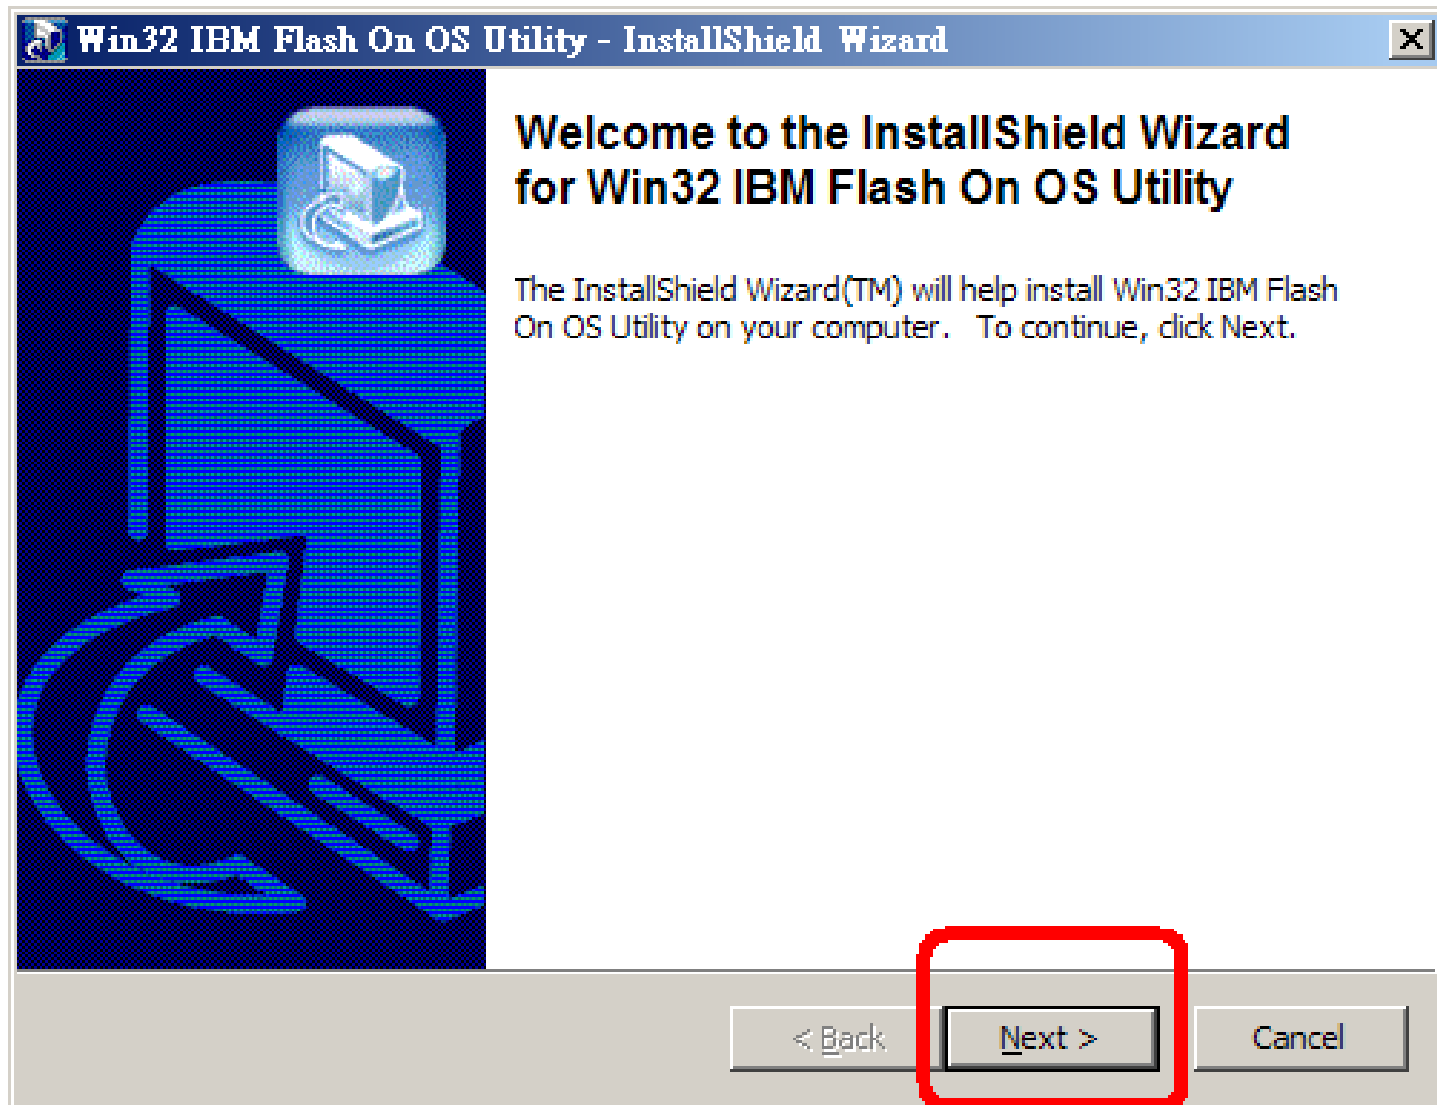 Win32 IBM Flash On OS Utility - InstallShield Wizard
Welcome to the InstallShield Wizard
for Win32 IBM Flash On OS Utility
The InstallShield Wizard(TM) will help install Win32 IBM Flash
On OS Utility on your computer. To continue, click Next.
< Back
Next >
Cancel